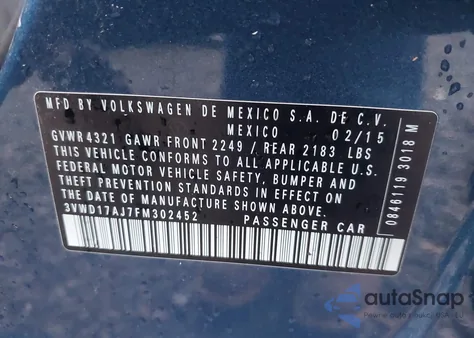 MFD BY VOLKSWAGEN DE MEXICO S.A. DE C.V.
MEXICO 02/15
GVWR 4321 GAWR FRONT 2249 / REAR 2183 LBS
THIS VEHICLE CONFORMS TO ALL APPLICABLE U.S.
FEDERAL MOTOR VEHICLE SAFETY, BUMPER AND
THEFT PREVENTION STANDARDS IN EFFECT ON
THE DATE OF MANUFACTURE SHOWN ABOVE.
3VWD17AJ7FM302452 PASSENGER CAR
0846119 3018 M
autoSnap